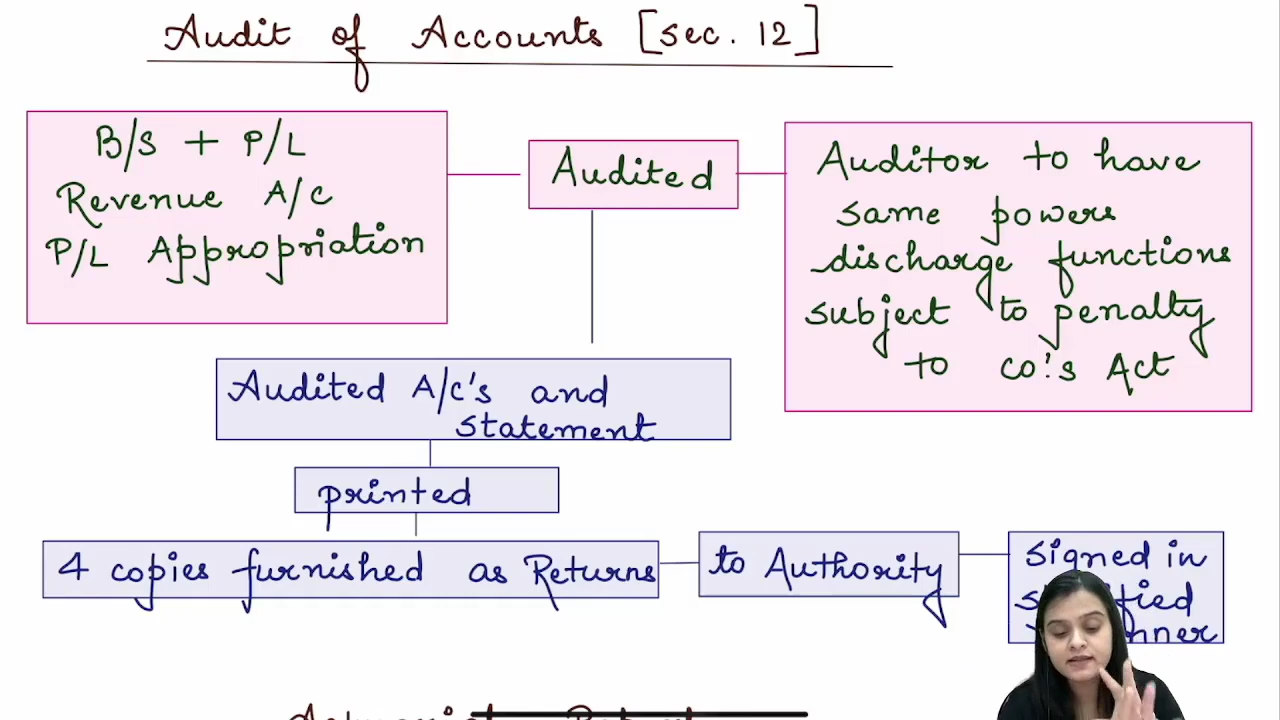 Audit of Accounts [sec. 12]
B/S + P/L
Revenue A/c
P/L Appropriation
Audited
Auditor to have
same powers
discharge functions
subject to penalty
to co.'s Act
Audited A/c's and
statement
printed
4 copies furnished as Returns
to Authority
signed in